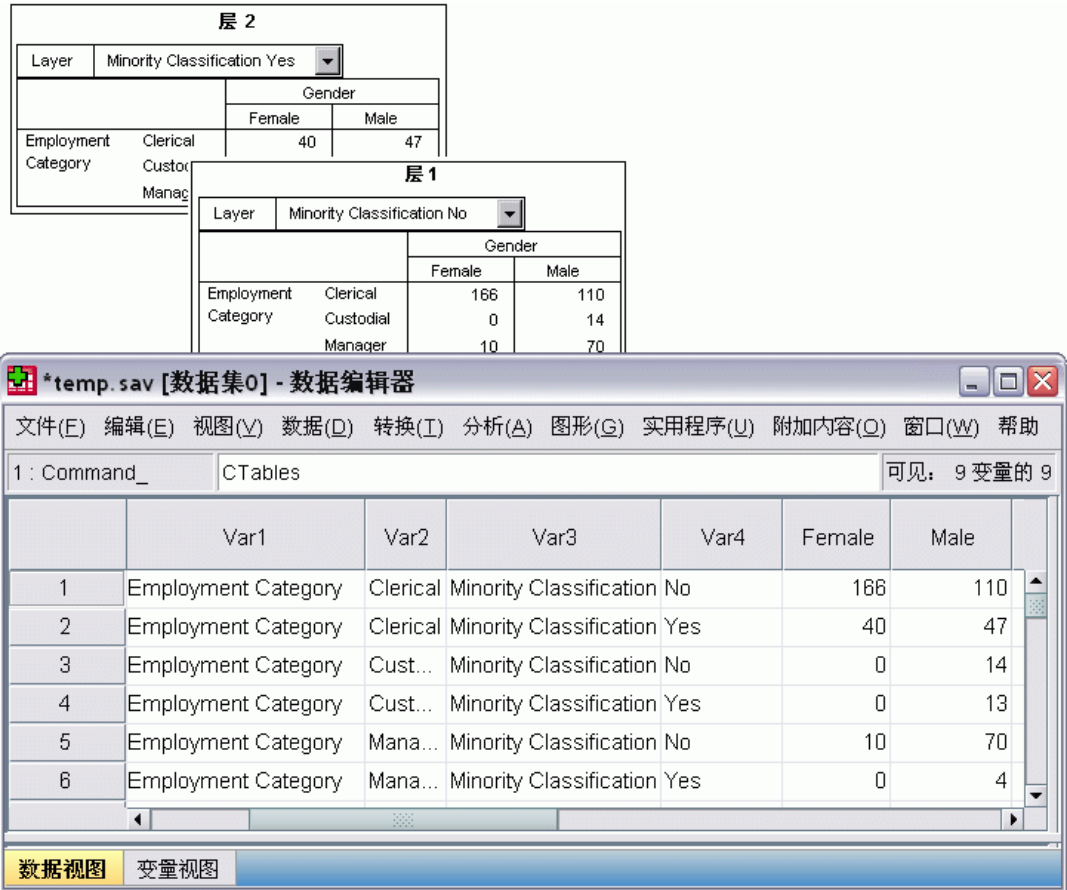 层 2
Layer Minority Classification Yes
Gender
Female Male
Employment Clerical 40 47
Category
层 1
Layer Minority Classification No
Gender
Female Male
Employment Clerical 166 110
Category Custodial 0 14
Manager 10 70
*temp.sav [数据集0] - 数据编辑器
文件(F) 编辑(E) 视图(V) 数据(D) 转换(T) 分析(A) 图形(G) 实用程序(U) 附加内容(O) 窗口(W) 帮助
1 : Command_ CTables 可见: 9 变量的 9
Var1 Var2 Var3 Var4 Female Male
1 Employment Category Clerical Minority Classification No 166 110
2 Employment Category Clerical Minority Classification Yes 40 47
3 Employment Category Cust... Minority Classification No 0 14
4 Employment Category Cust... Minority Classification Yes 0 13
5 Employment Category Mana... Minority Classification No 10 70
6 Employment Category Mana... Minority Classification Yes 0 4
数据视图 变量视图